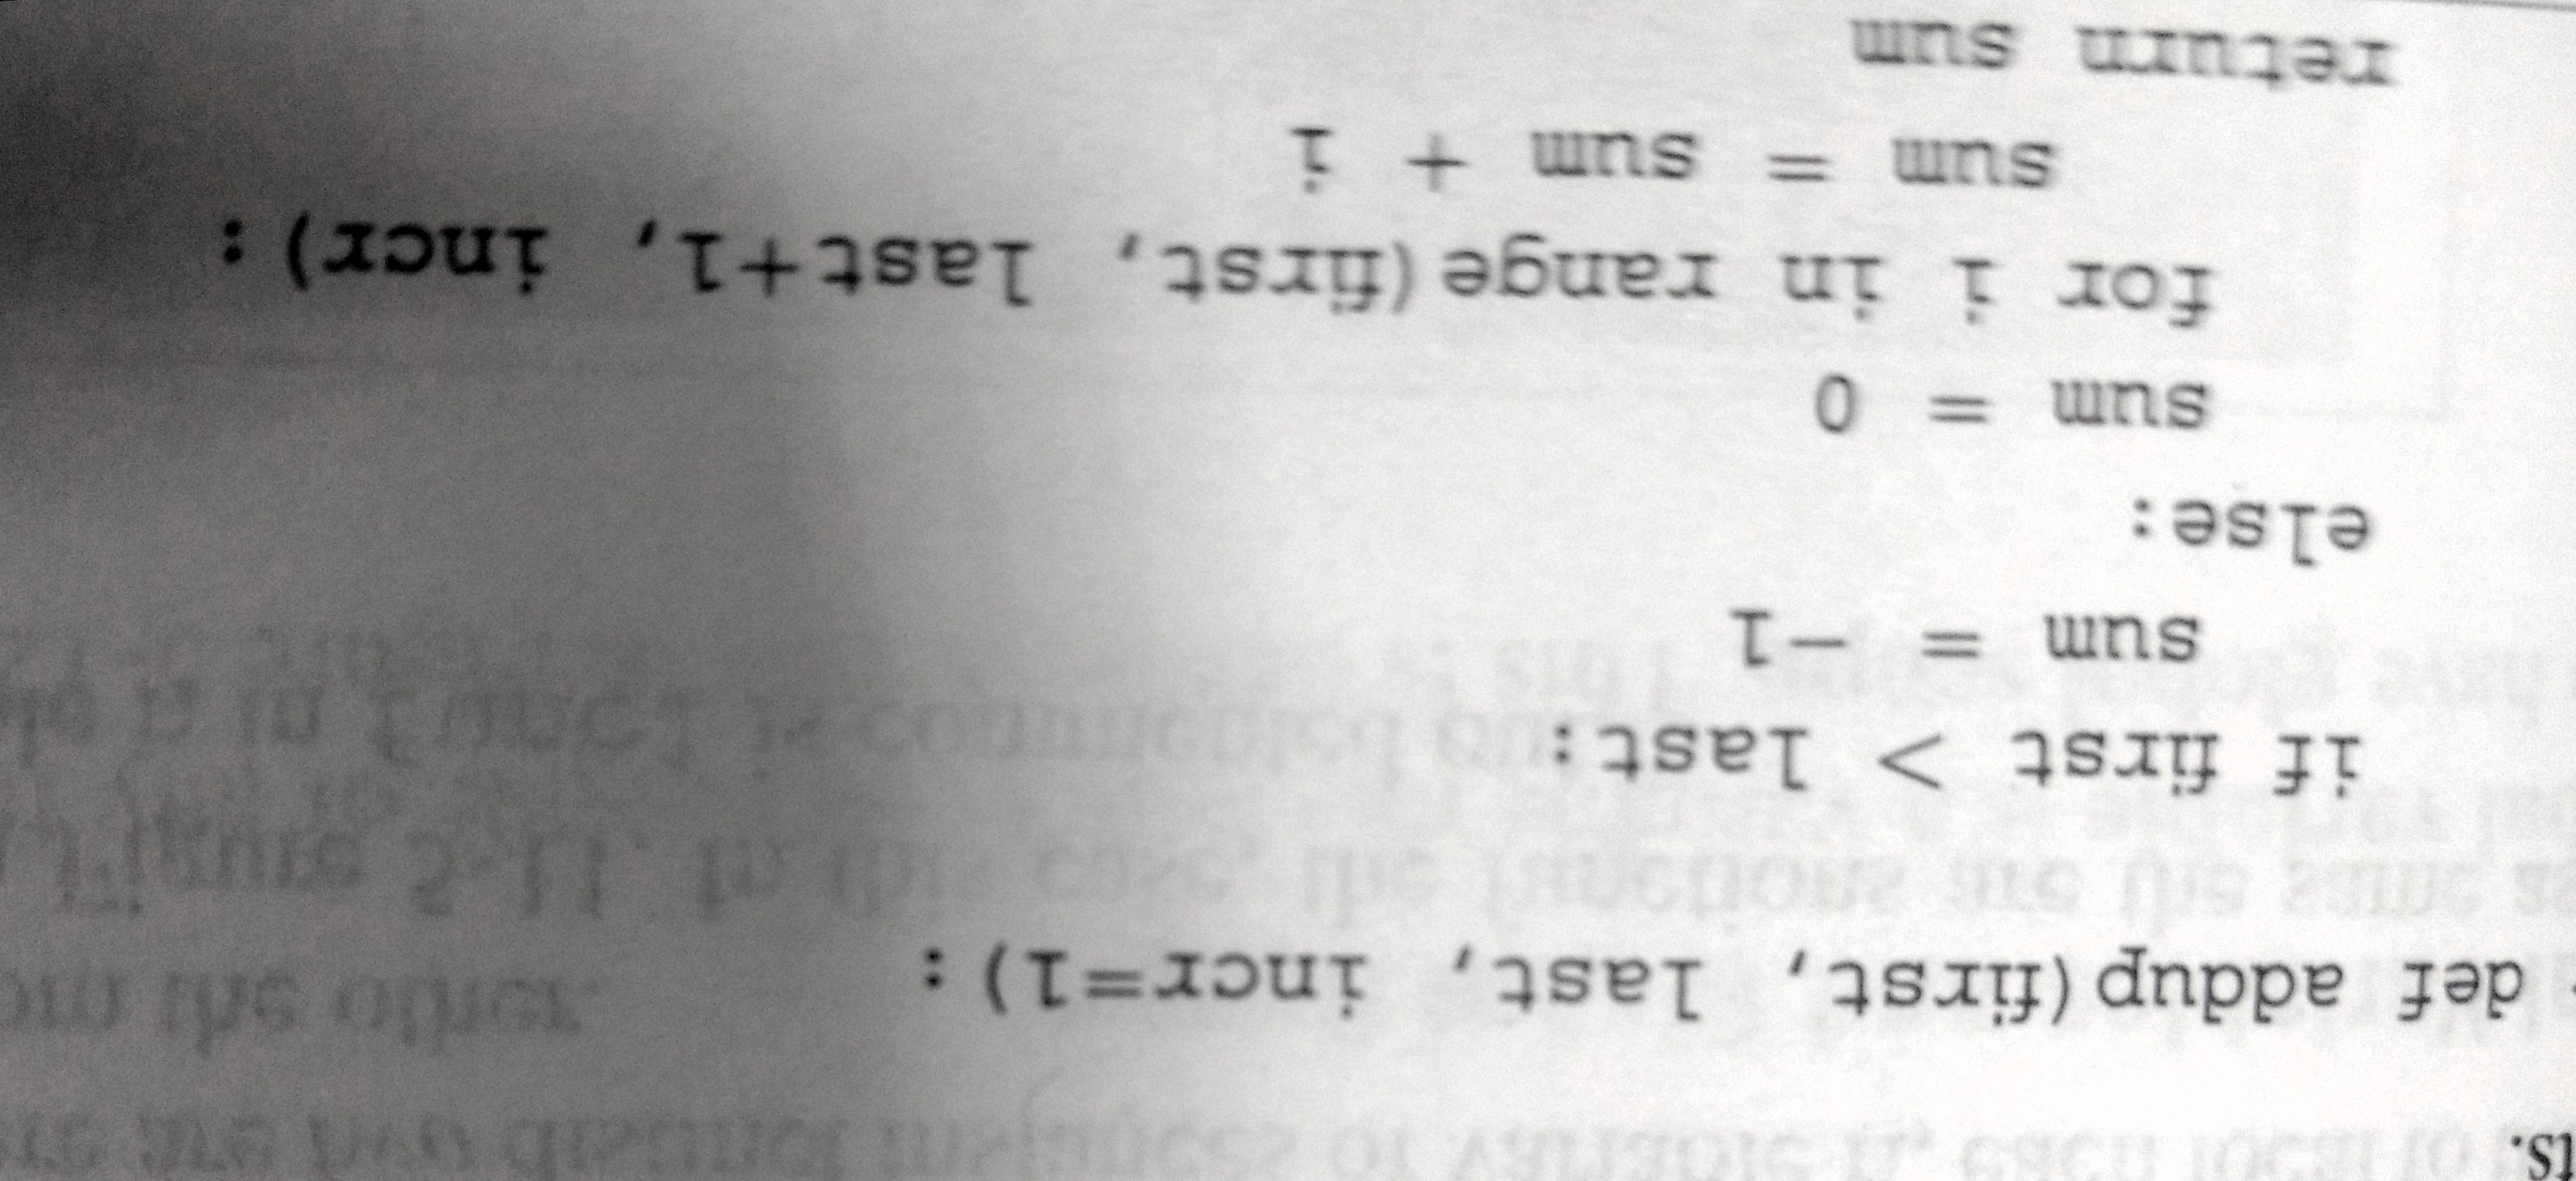 ts.
def addup(first, last, incr=1):
if first > last:
sum = -1
else:
sum = 0
for i in range(first, last+1, incr):
sum = sum + i
return sum